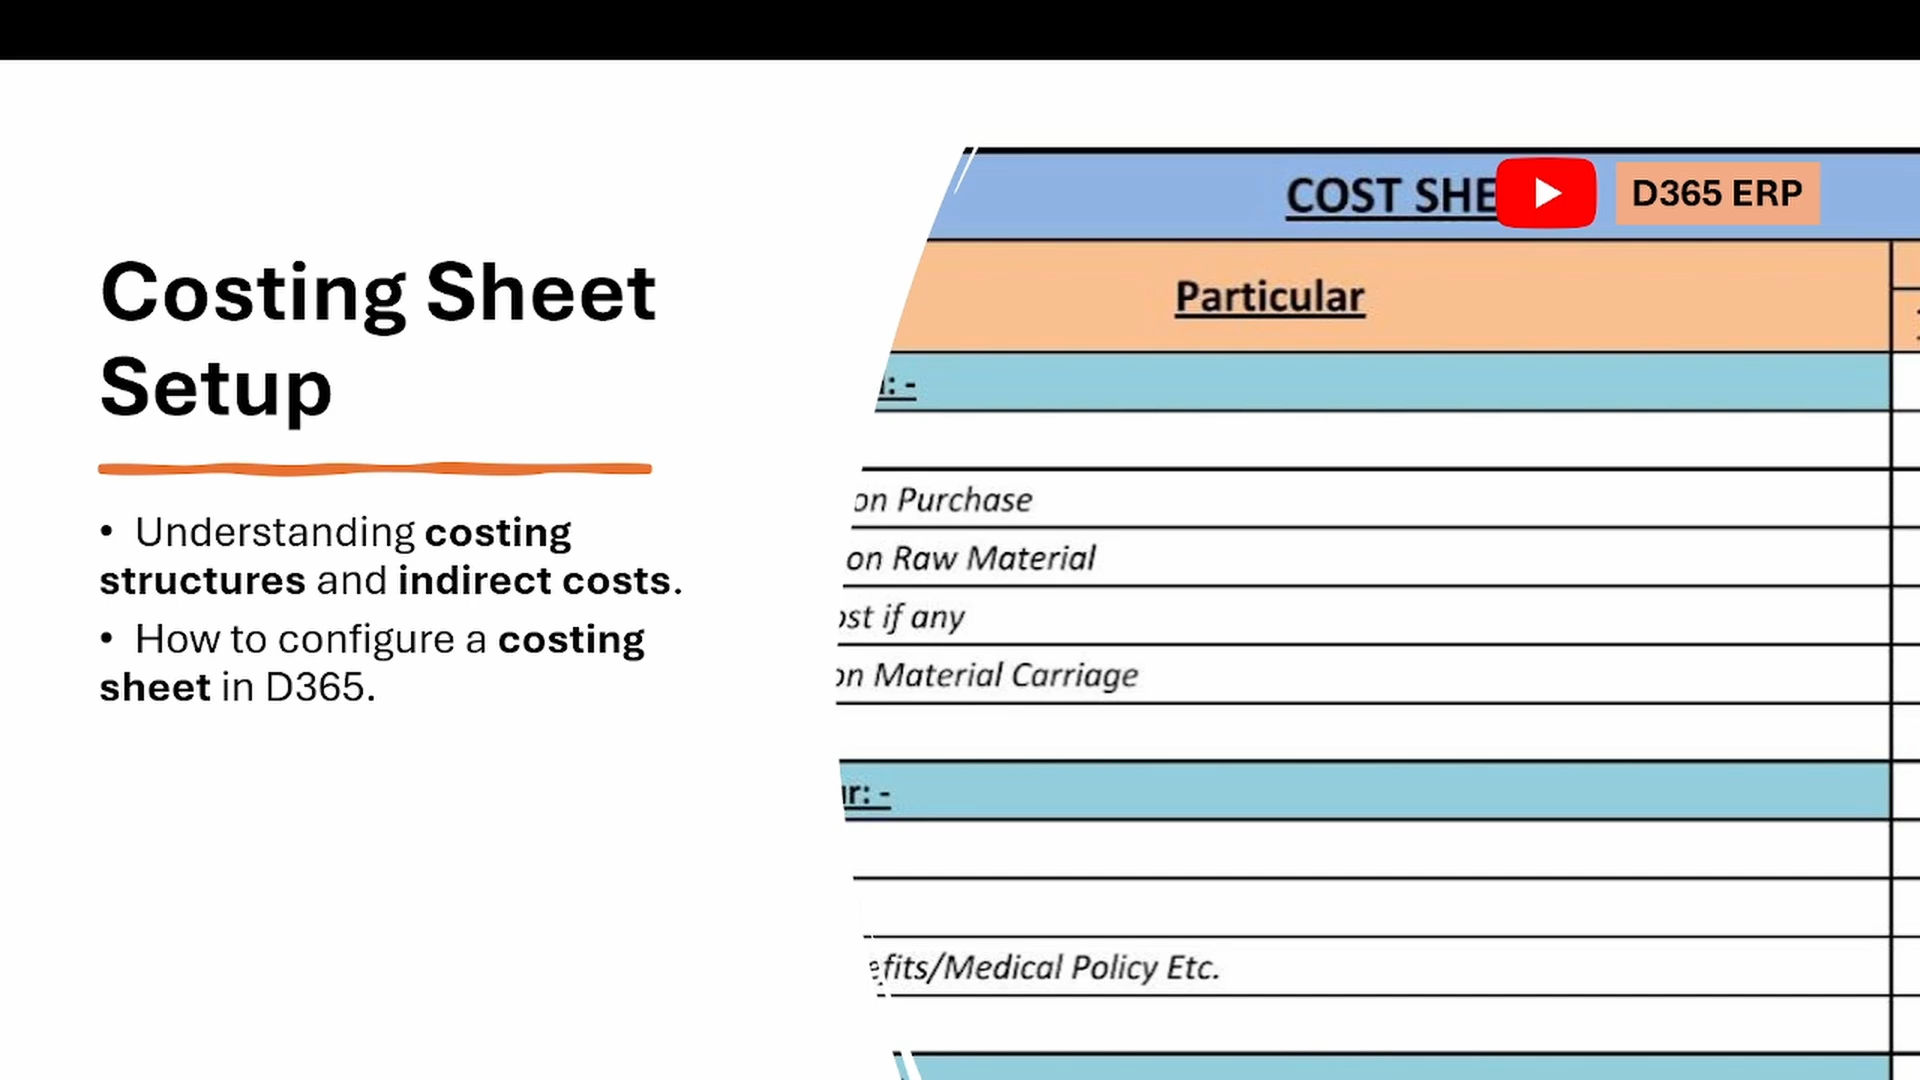 Costing Sheet
Setup
• Understanding costing
structures and indirect costs.
• How to configure a costing
sheet in D365.
COST SHE
D365 ERP
Particular
: -
on Purchase
on Raw Material
ost if any
on Material Carriage
r: -
efits/Medical Policy Etc.